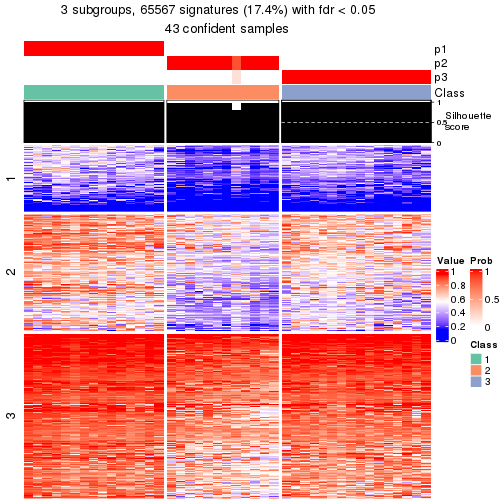 3 subgroups, 65567 signatures (17.4%) with fdr < 0.05
43 confident samples
p1
p2
p3
Class
1
0.5
0
Silhouette
score
1
2
3
Value
1
0.8
0.6
0.4
0.2
0
Prob
1
0.5
0
Class
1
2
3